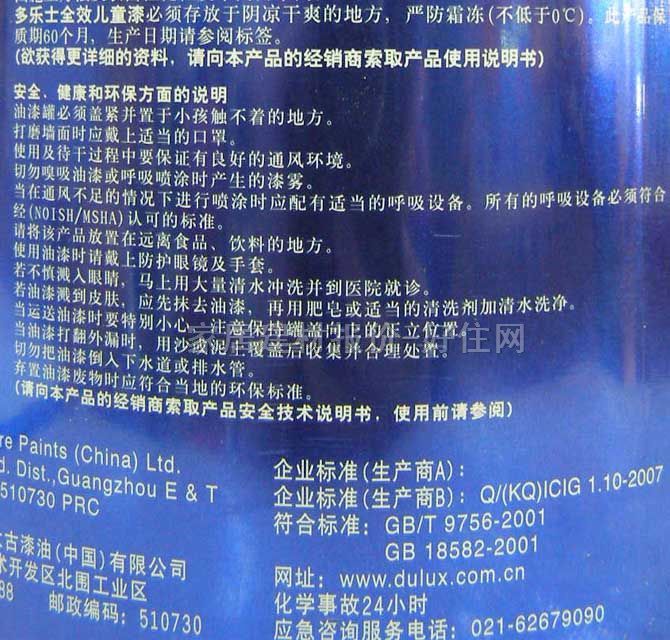 多乐士全效儿童漆必须存放于阴凉干爽的地方，严防霜冻(不低于0℃)。此产品保
质期60个月，生产日期请参阅标签。
(欲获得更详细的资料，请向本产品的经销商索取产品使用说明书)
安全、健康和环保方面的说明
油漆罐必须盖紧并置于小孩触不着的地方。
打磨墙面时应戴上适当的口罩。
使用及待干过程中要保证有良好的通风环境。
切勿嗅吸油漆或呼吸喷涂时产生的漆雾。
当在通风不足的情况下进行喷涂时应配有适当的呼吸设备。所有的呼吸设备必须符合
经(NOISH/MSHA)认可的标准。
请将该产品放置在远离食品、饮料的地方。
使用油漆时请戴上防护眼镜及手套。
若不慎溅入眼睛，马上用大量清水冲洗并到医院就诊。
若油漆溅到皮肤，应先抹去油漆，再用肥皂或适当的清洗剂加清水洗净。
当运送油漆时要特别小心，注意保持罐盖向上的正立位置。
当油漆打翻外漏时，用沙或泥土覆盖后收集并合理处置。
切勿把油漆倒入下水道或排水管。
弃置油漆废物时应符合当地的环保标准。
(请向本产品的经销商索取产品安全技术说明书，使用前请参阅)
re Paints (China) Ltd.
d. Dist.,Guangzhou E & T
510730 PRC
太古漆油(中国)有限公司
术开发区北围工业区
88 邮政编码：510730
企业标准(生产商A)：
企业标准(生产商B)：Q/(KQ)ICIG 1.10-2007
符合标准：GB/T 9756-2001
GB 18582-2001
网址：www.dulux.com.cn
化学事故24小时
应急咨询服务电话：021-62679090